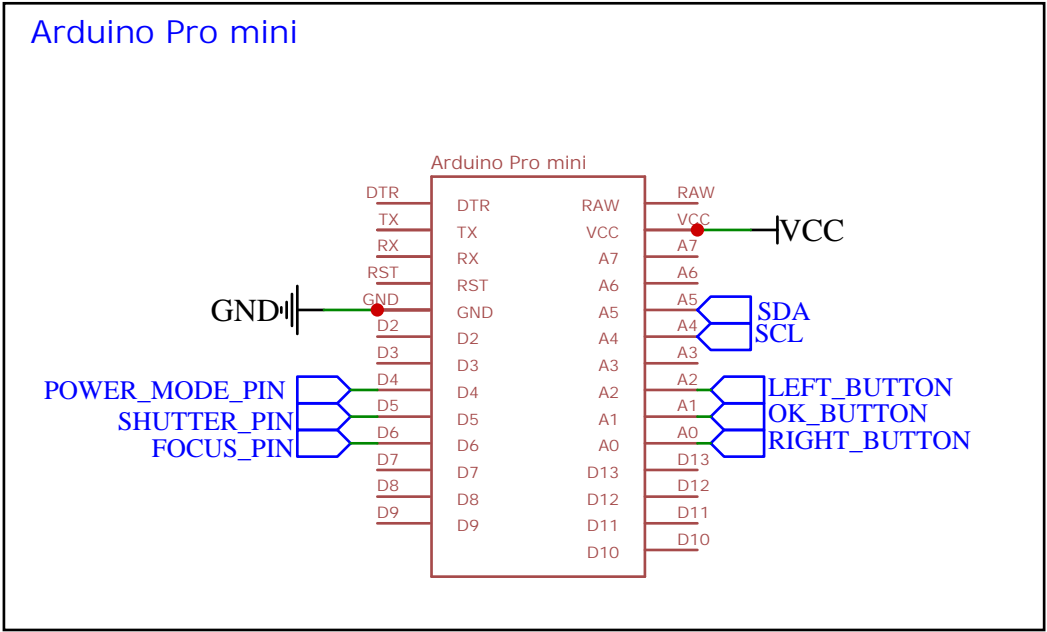 Arduino Pro mini
Arduino Pro mini
DTR DTR RAW RAW
TX TX VCC VCC VCC
RX RX A7 A7
RST RST A6 A6
GND GND GND A5 A5 SDA
D2 D2 A4 A4 SCL
D3 D3 A3 A3
POWER_MODE_PIN D4 D4 A2 A2 LEFT_BUTTON
SHUTTER_PIN D5 D5 A1 A1 OK_BUTTON
FOCUS_PIN D6 D6 A0 A0 RIGHT_BUTTON
D7 D7 D13 D13
D8 D8 D12 D12
D9 D9 D11 D11
D10 D10